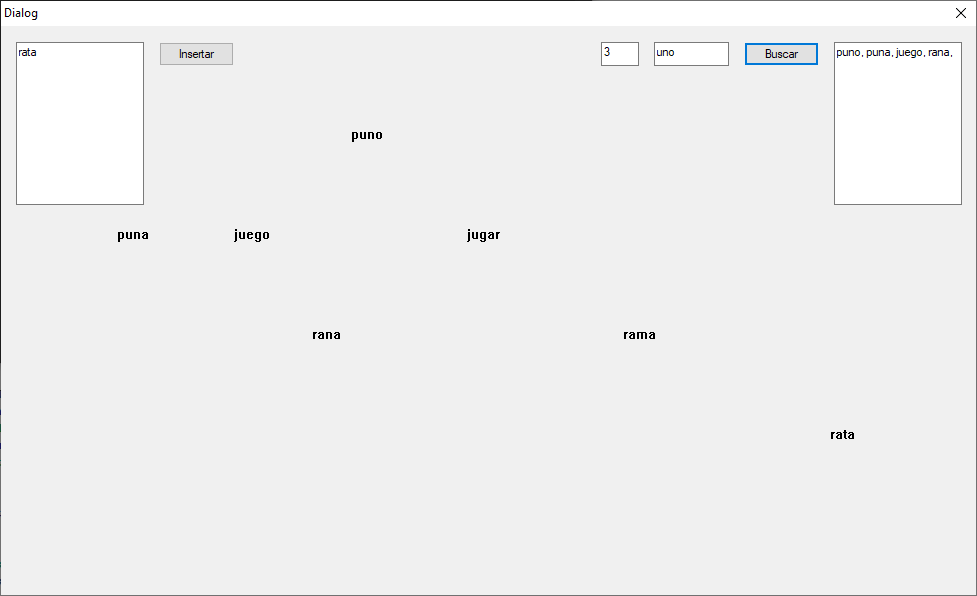 Dialog
rata
Insertar
3
uno
Buscar
puno, puna, juego, rana,
puno
puna juego jugar
rana rama
rata